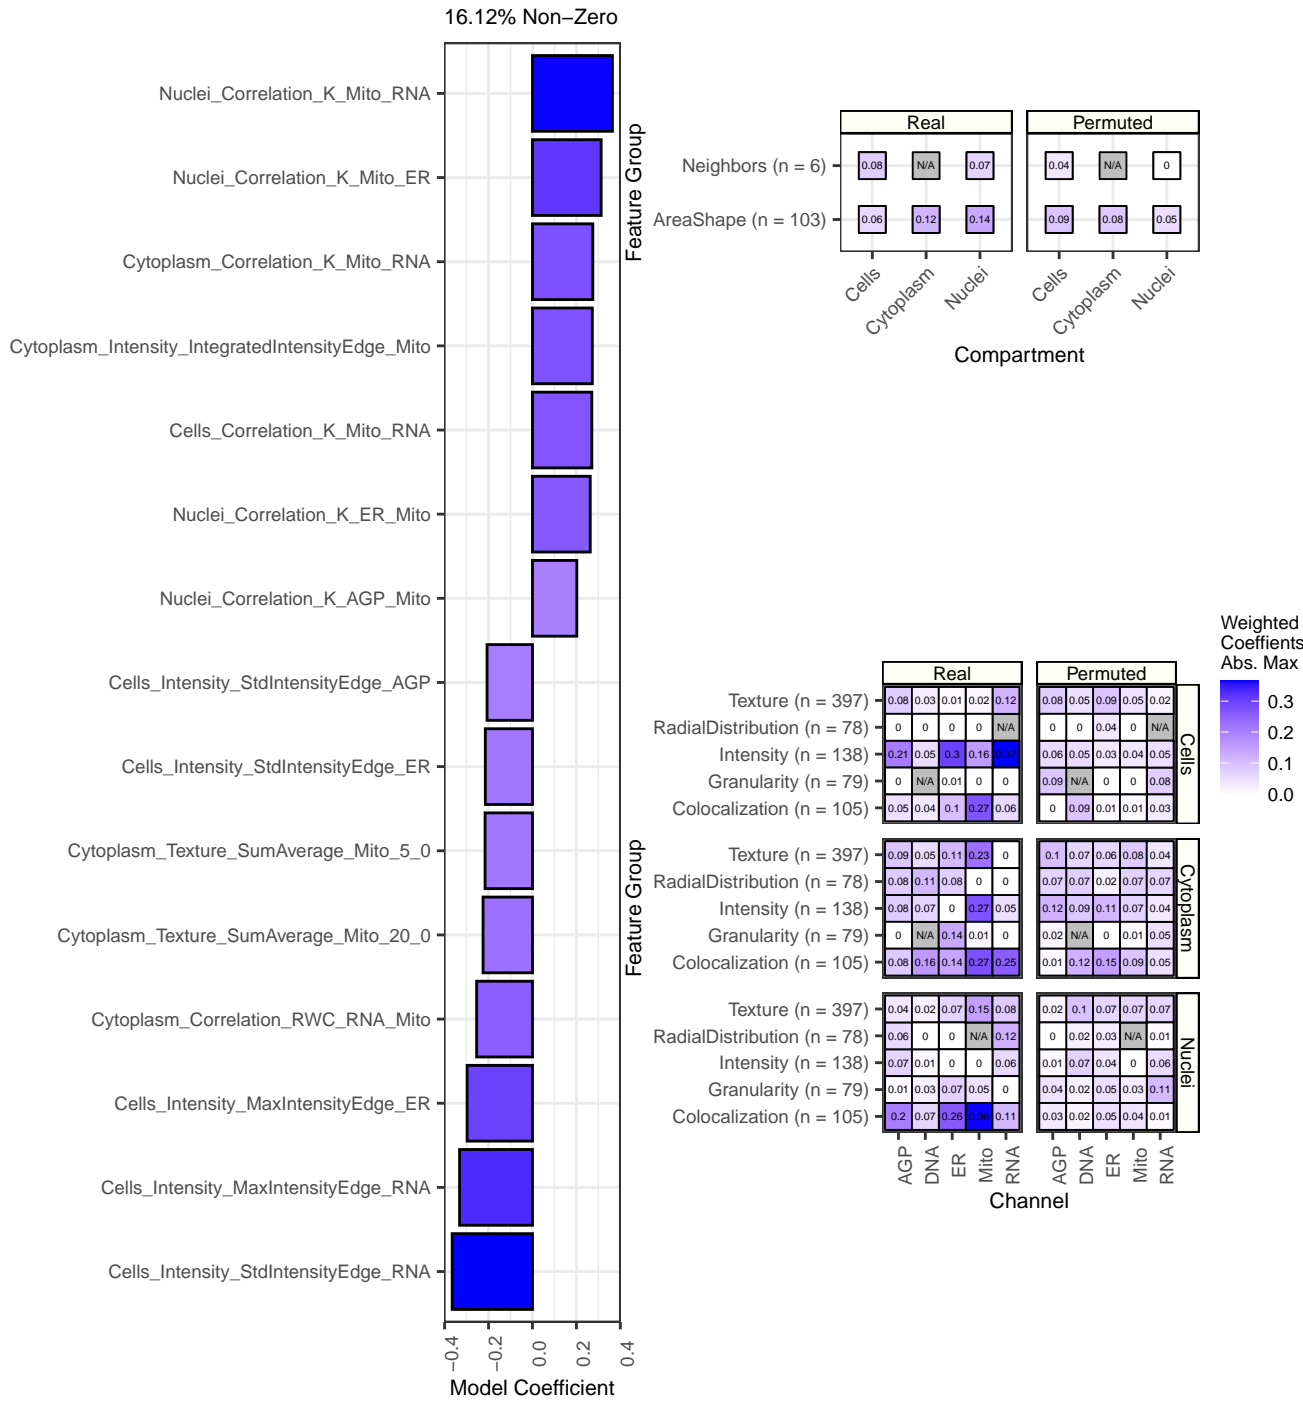 16.12% Non−Zero
Nuclei_Correlation_K_Mito_RNA
Nuclei_Correlation_K_Mito_ER
Cytoplasm_Correlation_K_Mito_RNA
Cytoplasm_Intensity_IntegratedIntensityEdge_Mito
Cells_Correlation_K_Mito_RNA
Nuclei_Correlation_K_ER_Mito
Nuclei_Correlation_K_AGP_Mito
Cells_Intensity_StdIntensityEdge_AGP
Cells_Intensity_StdIntensityEdge_ER
Cytoplasm_Texture_SumAverage_Mito_5_0
Cytoplasm_Texture_SumAverage_Mito_20_0
Cytoplasm_Correlation_RWC_RNA_Mito
Cells_Intensity_MaxIntensityEdge_ER
Cells_Intensity_MaxIntensityEdge_RNA
Cells_Intensity_StdIntensityEdge_RNA
−0.4 −0.2 0.0 0.2 0.4
Model Coefficient
Feature Group
Real Permuted
Neighbors (n = 6) 0.08 N/A 0.07 0.04 N/A 0
AreaShape (n = 103) 0.06 0.12 0.14 0.09 0.08 0.05
Cells Cytoplasm Nuclei Cells Cytoplasm Nuclei
Compartment
Feature Group
Real Permuted
Texture (n = 397) 0.08 0.03 0.01 0.02 0.12 0.08 0.05 0.09 0.05 0.02
RadialDistribution (n = 78) 0 0 0 0 N/A 0 0 0.04 0 N/A
Intensity (n = 138) 0.21 0.05 0.3 0.16 0.37 0.06 0.05 0.03 0.04 0.05
Granularity (n = 79) 0 N/A 0.01 0 0 0.09 N/A 0 0 0.08
Colocalization (n = 105) 0.05 0.04 0.1 0.27 0.06 0 0.09 0.01 0.01 0.03
Cells
Texture (n = 397) 0.09 0.05 0.11 0.23 0 0.1 0.07 0.06 0.08 0.04
RadialDistribution (n = 78) 0.08 0.11 0.08 0 0 0.07 0.07 0.02 0.07 0.07
Intensity (n = 138) 0.08 0.07 0 0.27 0.05 0.12 0.09 0.11 0.07 0.04
Granularity (n = 79) 0 N/A 0.14 0.01 0 0.02 N/A 0 0.01 0.05
Colocalization (n = 105) 0.08 0.16 0.14 0.27 0.25 0.01 0.12 0.15 0.09 0.05
Cytoplasm
Texture (n = 397) 0.04 0.02 0.07 0.15 0.08 0.02 0.1 0.07 0.07 0.07
RadialDistribution (n = 78) 0.06 0 0 N/A 0.12 0 0.02 0.03 N/A 0.01
Intensity (n = 138) 0.07 0.01 0 0 0.06 0.01 0.07 0.04 0 0.06
Granularity (n = 79) 0.01 0.03 0.07 0.05 0 0.04 0.02 0.05 0.03 0.11
Colocalization (n = 105) 0.2 0.07 0.26 0.36 0.11 0.03 0.02 0.05 0.04 0.01
Nuclei
AGP DNA ER Mito RNA AGP DNA ER Mito RNA
Channel
Weighted
Coeffients
Abs. Max
0.3
0.2
0.1
0.0